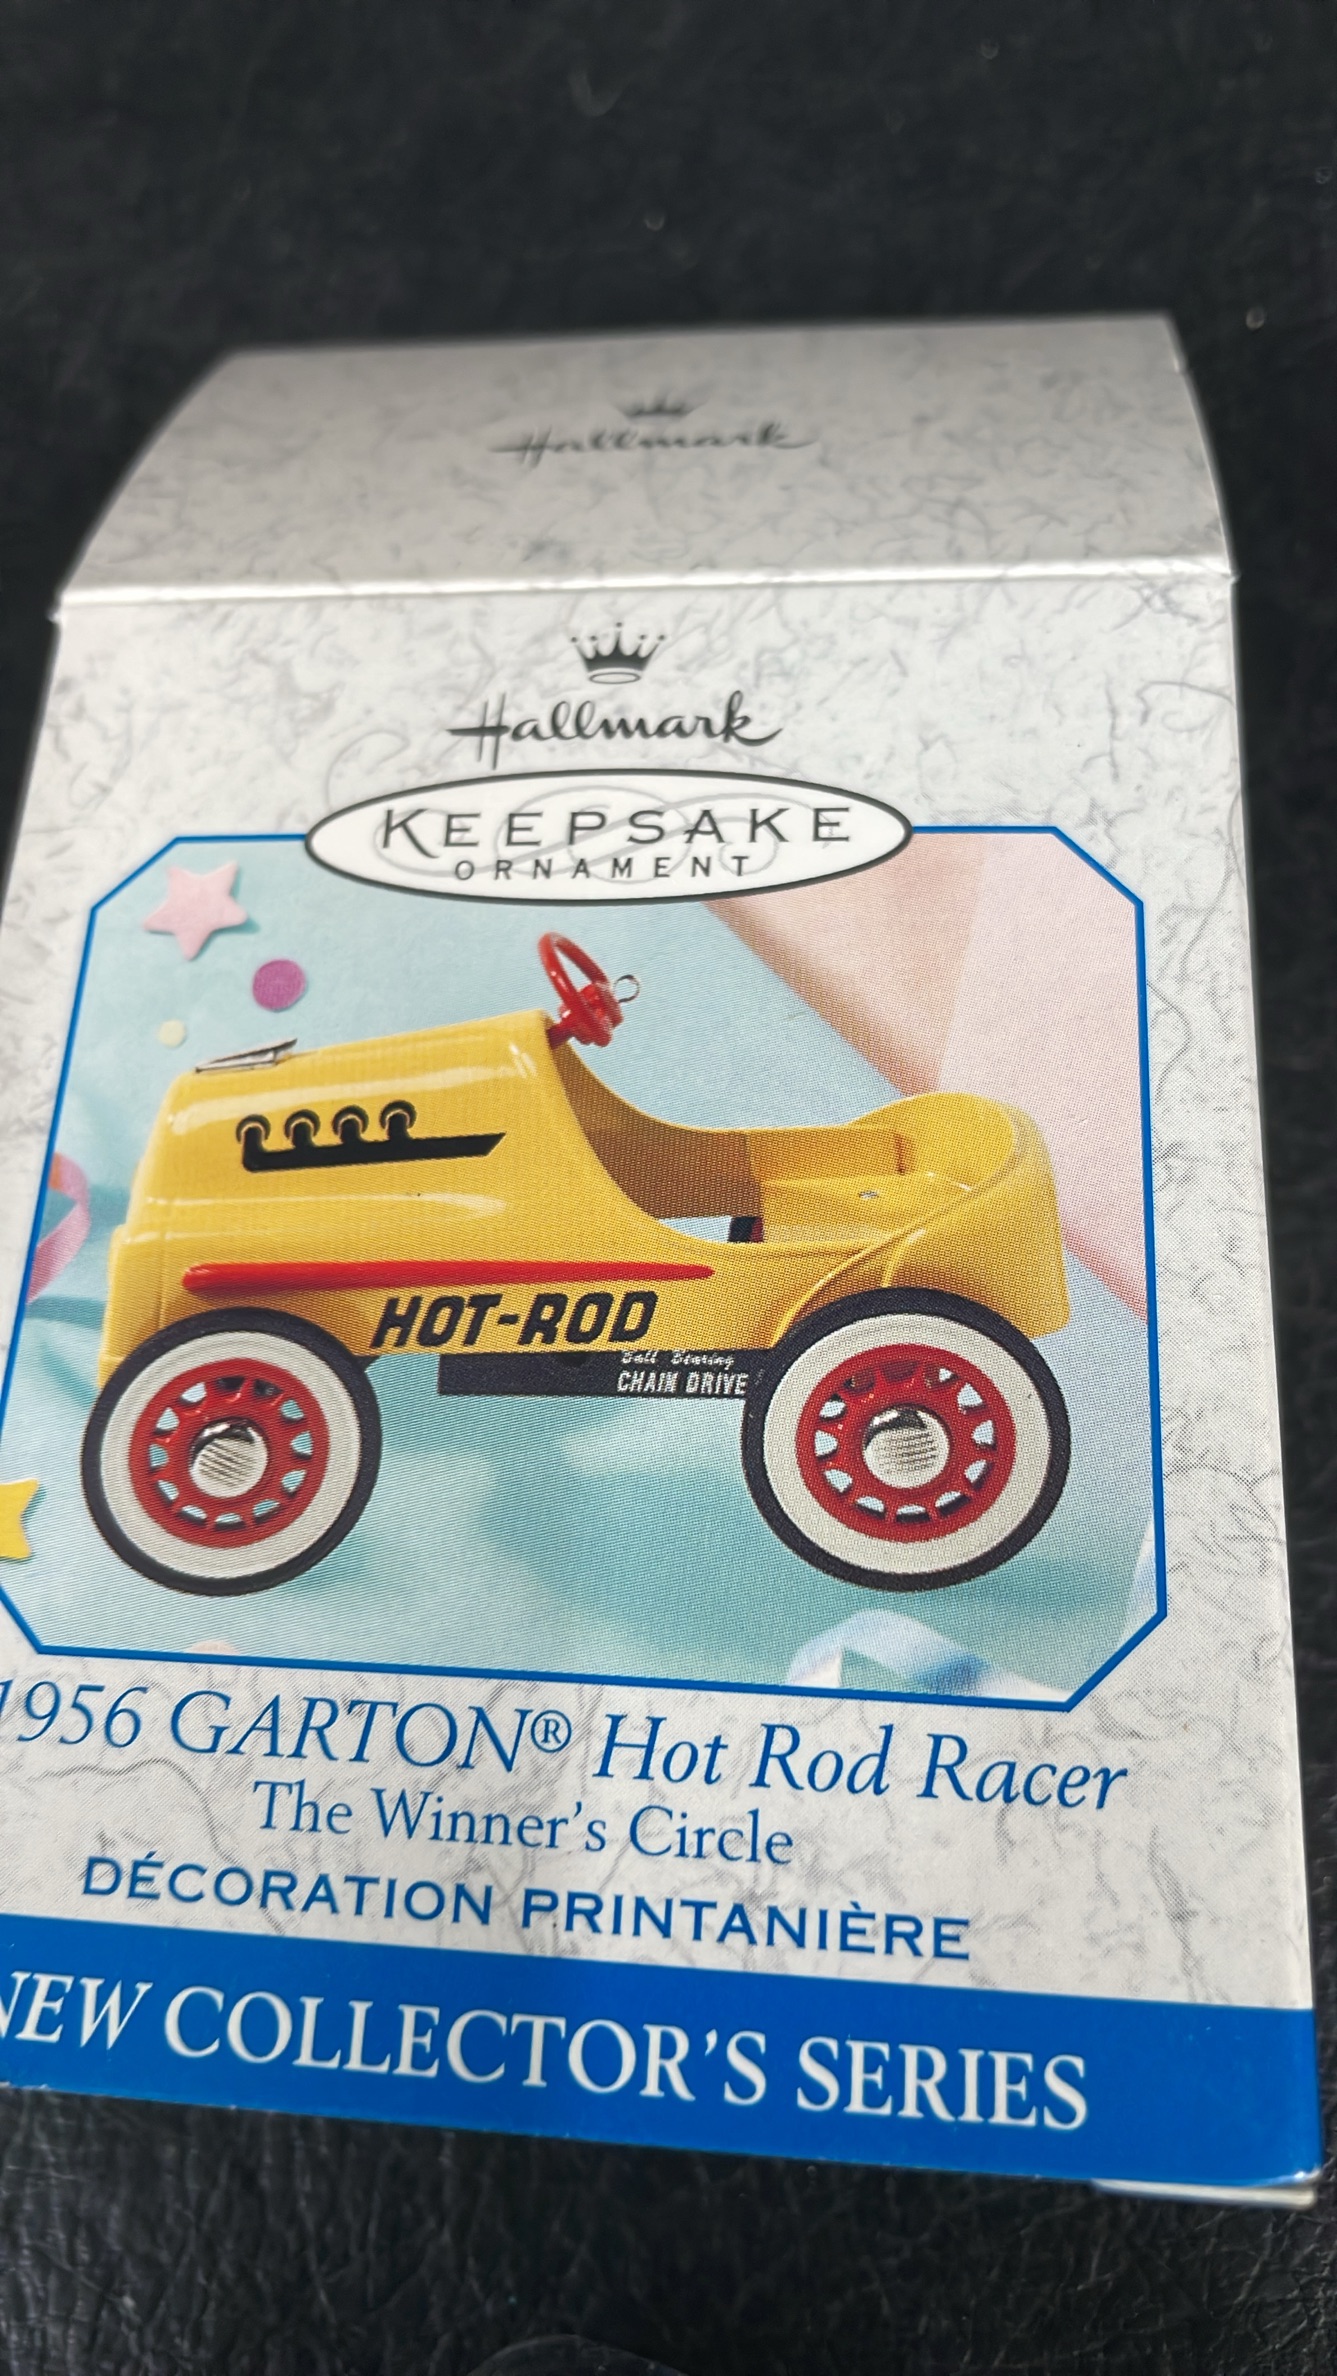 Hallmark
Hallmark
KEEPSAKE
ORNAMENT
HOT-ROD
Ball Bearing
CHAIN DRIVE
1956 GARTON® Hot Rod Racer
The Winner's Circle
DÉCORATION PRINTANIÈRE
NEW COLLECTOR'S SERIES